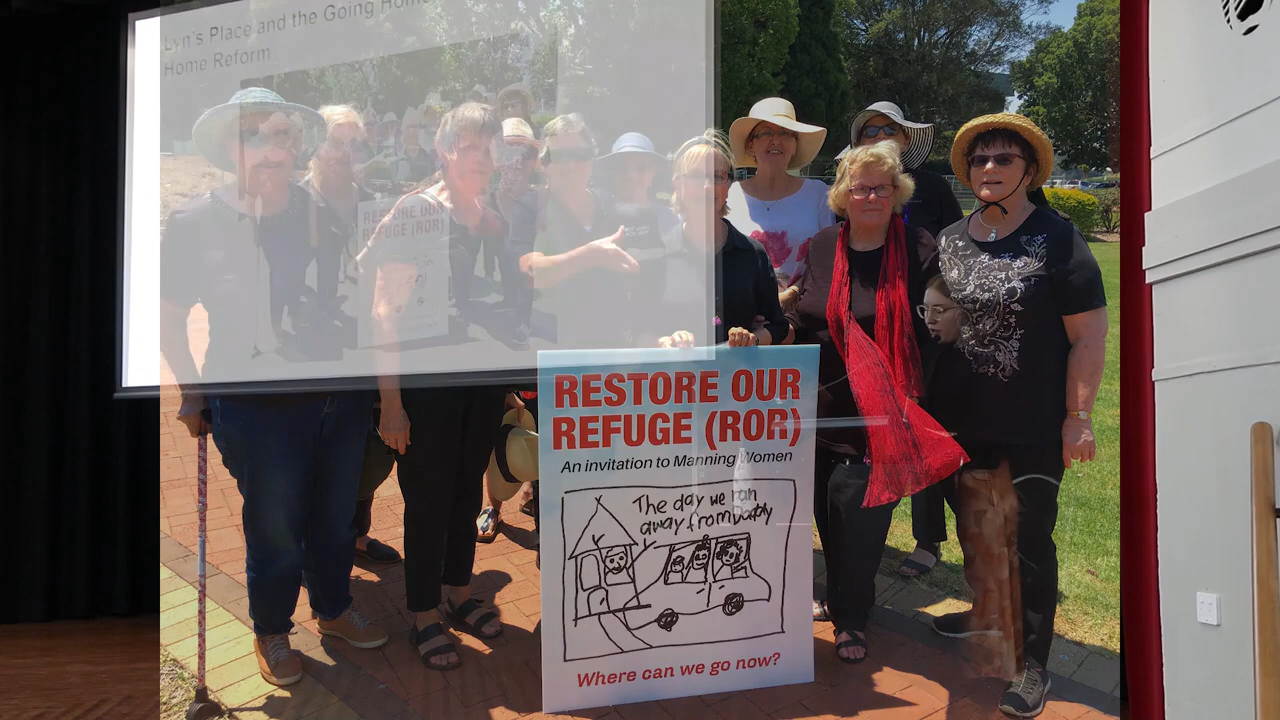 Lyn's Place and the Going Home
Home Reform
RESTORE OUR
REFUGE (ROR)
RESTORE OUR
REFUGE (ROR)
An invitation to Manning Women
The day we ran
away from daddy
Where can we go now?